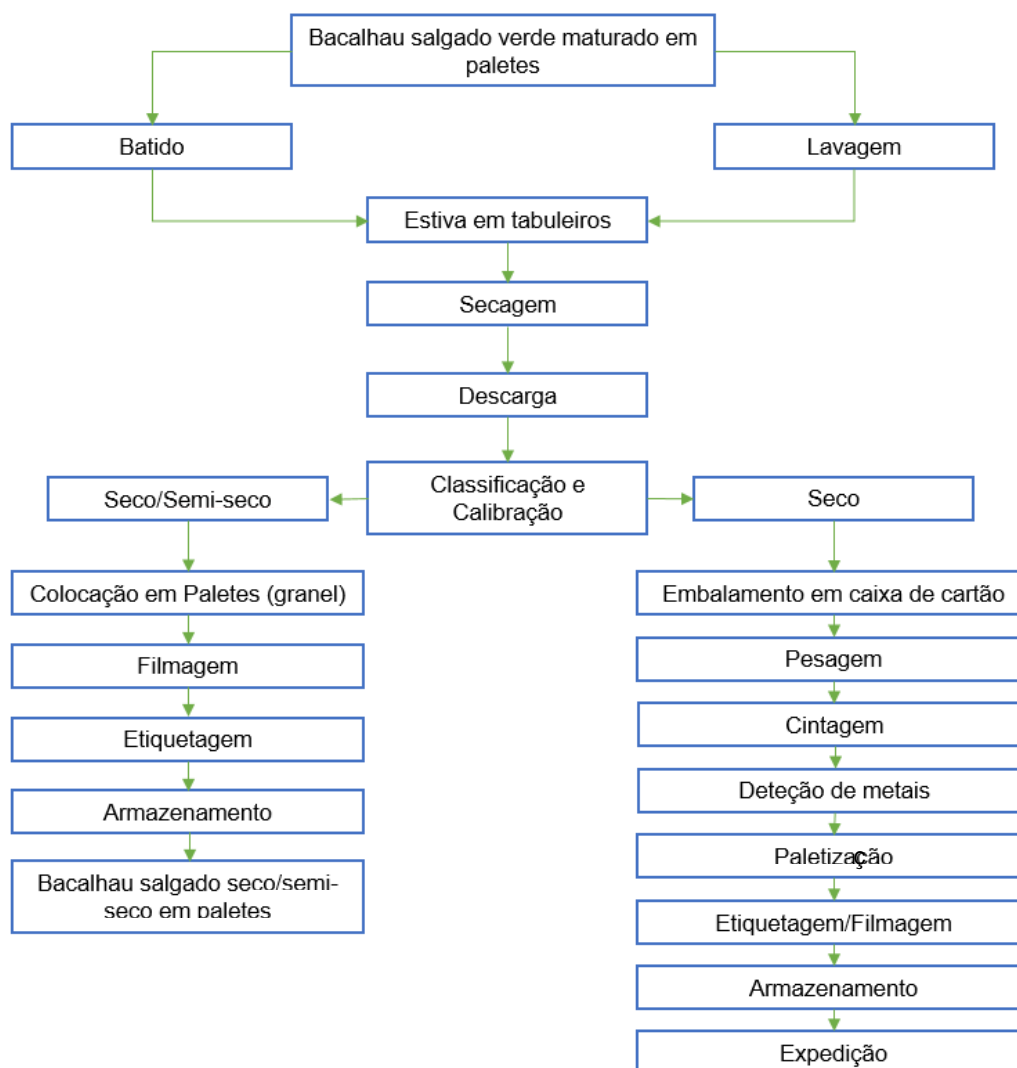 Bacalhau salgado verde maturado em
paletes
Batido
Lavagem
Estiva em tabuleiros
Secagem
Descarga
Classificação e
Calibração
Seco/Semi-seco
Seco
Colocação em Paletes (granel)
Filmagem
Etiquetagem
Armazenamento
Bacalhau salgado seco/semi-
seco em paletes
Embalamento em caixa de cartão
Pesagem
Cintagem
Deteção de metais
Paletização
Etiquetagem/Filmagem
Armazenamento
Expedição